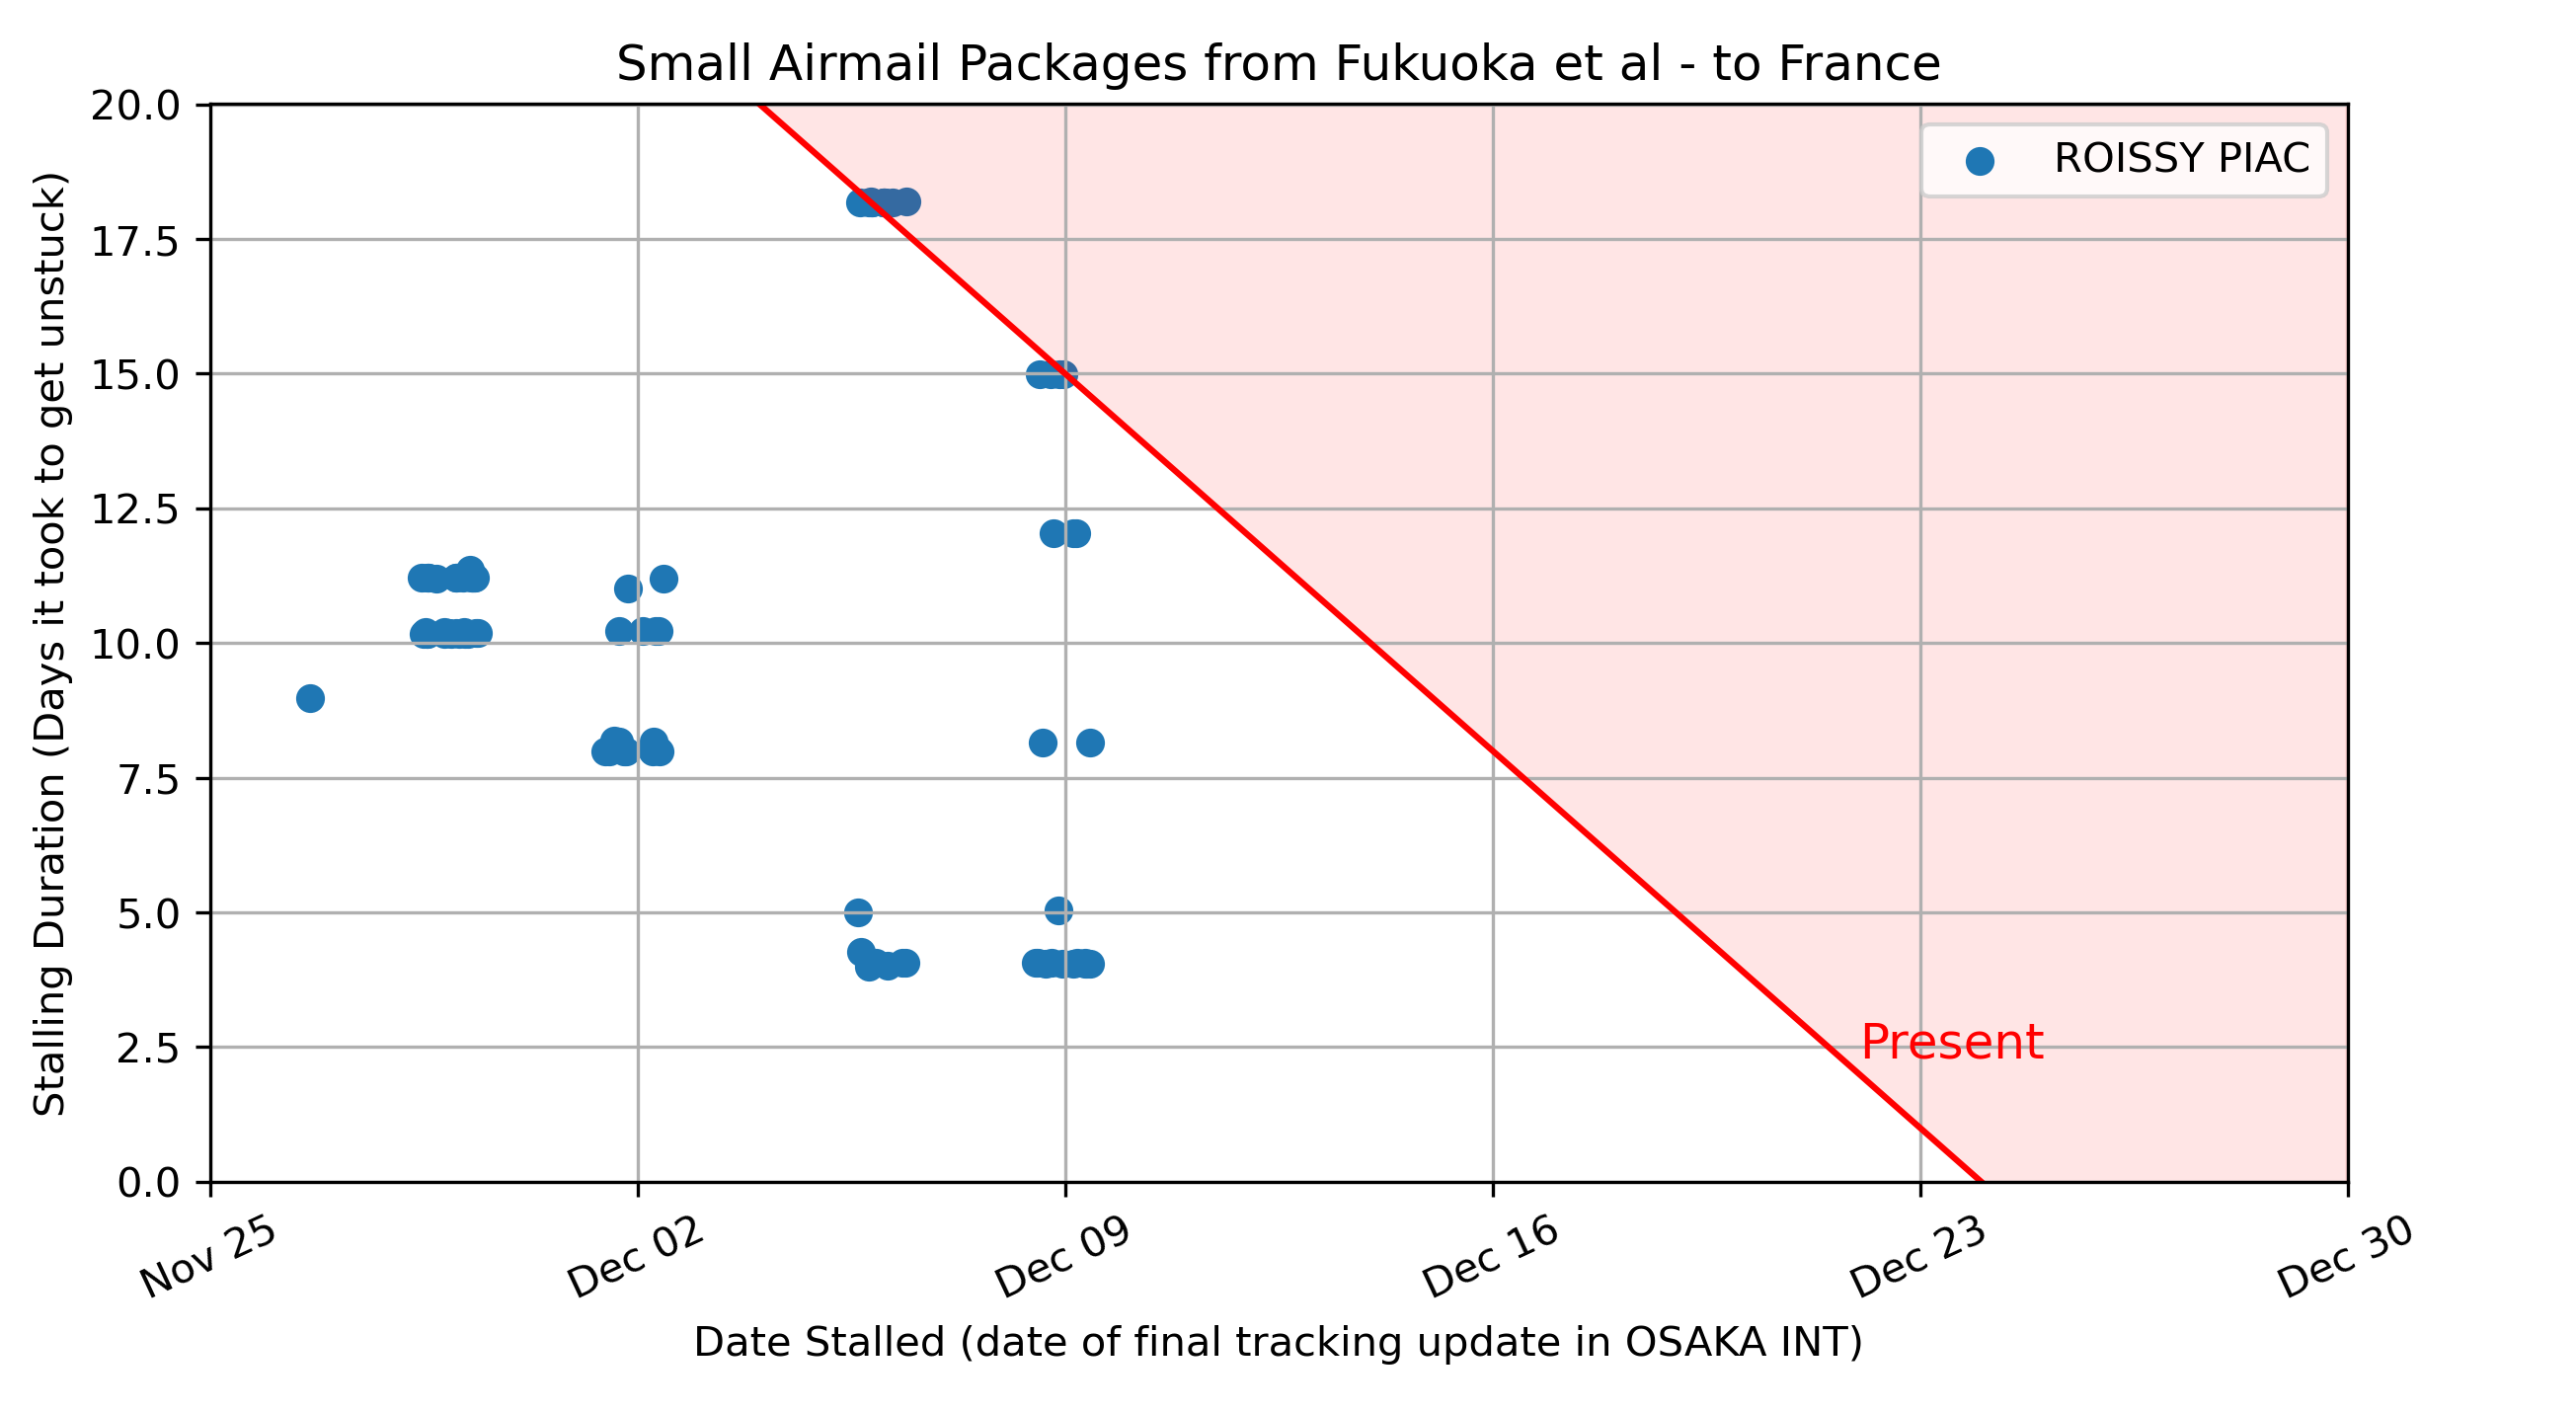 Small Airmail Packages from Fukuoka et al - to France
ROISSY PIAC
Stalling Duration (Days it took to get unstuck)
20.0
17.5
15.0
12.5
10.0
7.5
5.0
2.5
0.0
Present
Nov 25
Dec 02
Dec 09
Dec 16
Dec 23
Dec 30
Date Stalled (date of final tracking update in OSAKA INT)